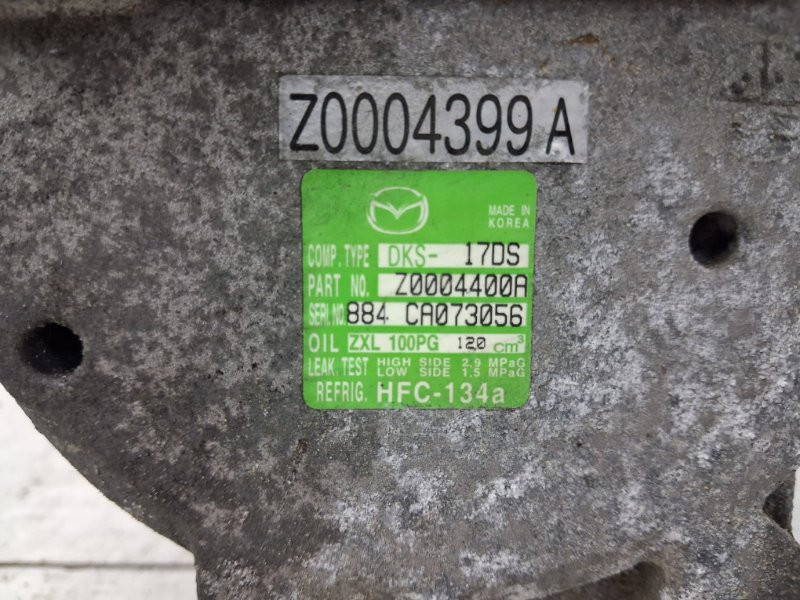 Z0004399A
MADE IN
KOREA
COMP. TYPE DKS- 17DS
PART NO. Z0004400A
SERI.NO. 884 CA073056
OIL ZXL 100PG 120 cm³
LEAK TEST HIGH SIDE 2.9 MPaG
LOW SIDE 1.5 MPaG
REFRIG. HFC-134a